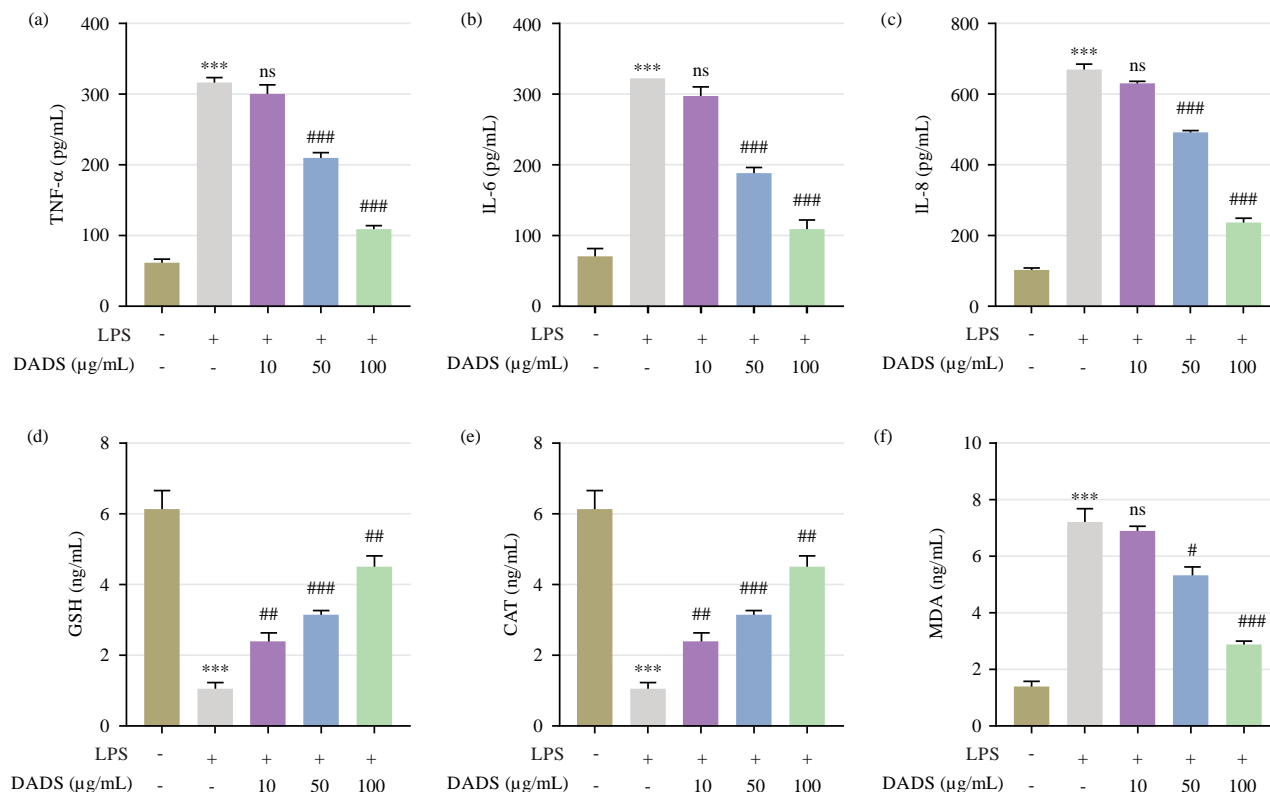 (a)
400
300
200
100
0
TNF-α (pg/mL)
***
ns
###
###
LPS - + + + +
DADS (µg/mL) - - 10 50 100
(b)
400
300
200
100
0
IL-6 (pg/mL)
***
ns
###
###
LPS - + + + +
DADS (µg/mL) - - 10 50 100
(c)
800
600
400
200
0
IL-8 (pg/mL)
***
ns
###
###
LPS - + + + +
DADS (µg/mL) - - 10 50 100
(d)
8
6
4
2
0
GSH (ng/mL)
***
##
###
##
LPS - + + + +
DADS (µg/mL) - - 10 50 100
(e)
8
6
4
2
0
CAT (ng/mL)
***
##
###
##
LPS - + + + +
DADS (µg/mL) - - 10 50 100
(f)
10
8
6
4
2
0
MDA (ng/mL)
***
ns
#
###
LPS - + + + +
DADS (µg/mL) - - 10 50 100